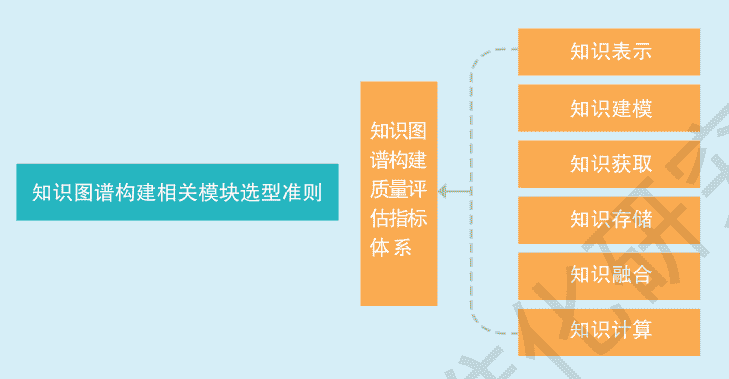 知识图谱构建相关模块选型准则
知识图
谱构建
质量评
估指标
体系
知识表示
知识建模
知识获取
知识存储
知识融合
知识计算